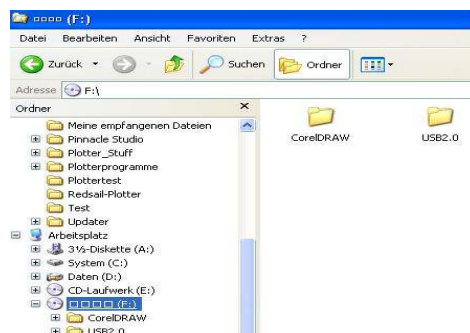 □□□□ (F:)
Datei Bearbeiten Ansicht Favoriten Extras ?
Zurück Suchen Ordner
Adresse F:\
Ordner
Meine empfangenen Dateien
Pinnacle Studio
Plotter_Stuff
Plotterprogramme
Plottertest
Redsail-Plotter
Test
Updater
Arbeitsplatz
3½-Diskette (A:)
System (C:)
Daten (D:)
CD-Laufwerk (E:)
□□□□ (F:)
CorelDRAW
USB2.0
CorelDRAW USB2.0